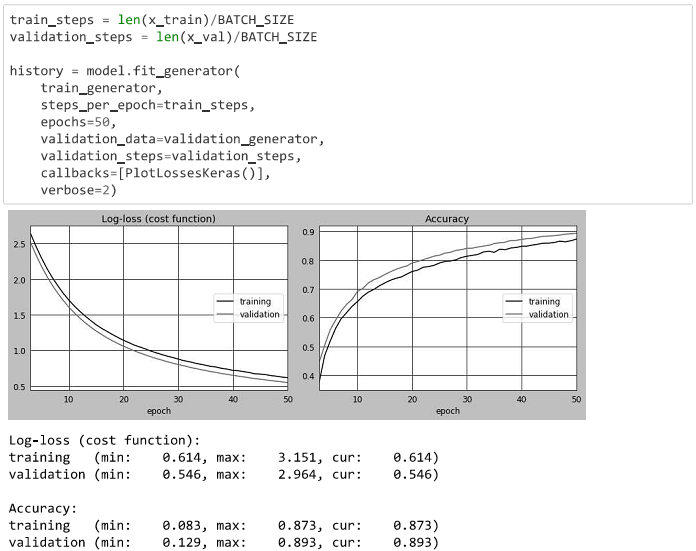 train_steps = len(x_train)/BATCH_SIZE
validation_steps = len(x_val)/BATCH_SIZE
history = model.fit_generator(
    train_generator,
    steps_per_epoch=train_steps,
    epochs=50,
    validation_data=validation_generator,
    validation_steps=validation_steps,
    callbacks=[PlotLossesKeras()],
    verbose=2)
Log-loss (cost function)
2.5
2.0
1.5
1.0
0.5
training
validation
10 20 30 40 50
epoch
Accuracy
0.9
0.8
0.7
0.6
0.5
0.4
training
validation
10 20 30 40 50
epoch
Log-loss (cost function):
training   (min:    0.614, max:    3.151, cur:    0.614)
validation (min:    0.546, max:    2.964, cur:    0.546)
Accuracy:
training   (min:    0.083, max:    0.873, cur:    0.873)
validation (min:    0.129, max:    0.893, cur:    0.893)